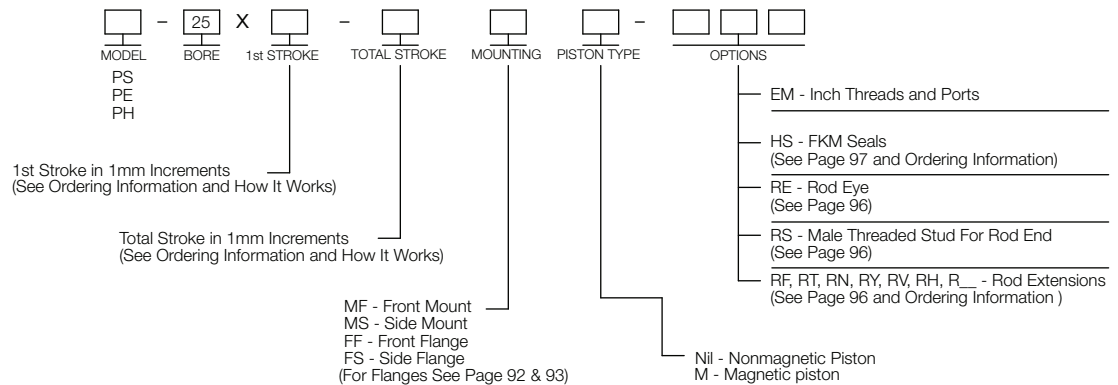 - 25 X - -
MODEL BORE 1st STROKE TOTAL STROKE MOUNTING PISTON TYPE OPTIONS
PS
PE
PH
EM - Inch Threads and Ports
HS - FKM Seals
(See Page 97 and Ordering Information)
RE - Rod Eye
(See Page 96)
RS - Male Threaded Stud For Rod End
(See Page 96)
RF, RT, RN, RY, RV, RH, R__ - Rod Extensions
(See Page 96 and Ordering Information )
1st Stroke in 1mm Increments
(See Ordering Information and How It Works)
Total Stroke in 1mm Increments
(See Ordering Information and How It Works)
MF - Front Mount
MS - Side Mount
FF - Front Flange
FS - Side Flange
(For Flanges See Page 92 & 93)
Nil - Nonmagnetic Piston
M - Magnetic piston